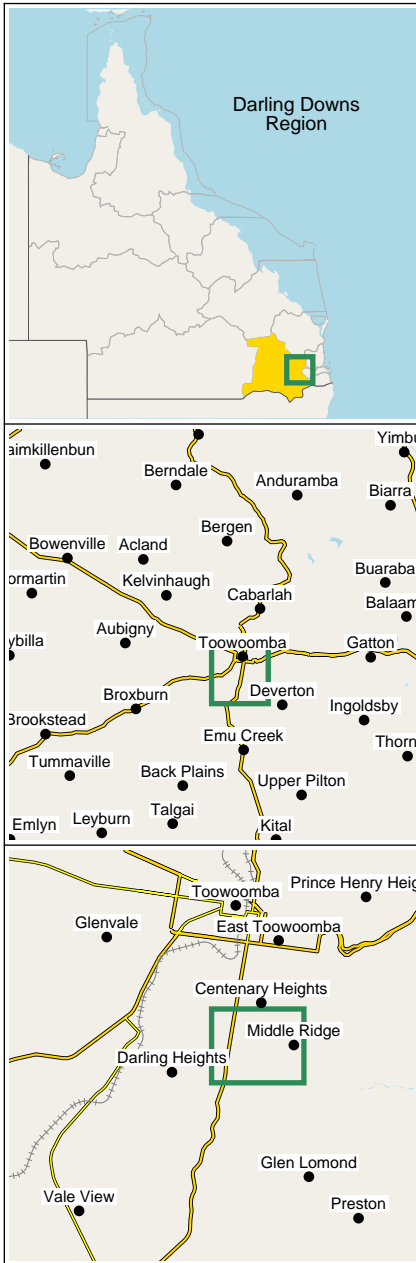 Darling Downs
Region
aimkillenbun
Yimbu
Berndale
Anduramba
Biarra
Bergen
Bowenville
Acland
Buaraba
ormartin
Kelvinhaugh
Cabarlah
Balaam
ybilla
Aubigny
Toowoomba
Gatton
Broxburn
Deverton
Brookstead
Ingoldsby
Emu Creek
Thorn
Tummaville
Back Plains
Upper Pilton
Emlyn
Leyburn
Talgai
Kital
Toowoomba
Prince Henry Heig
Glenvale
East Toowoomba
Centenary Heights
Middle Ridge
Darling Heights
Glen Lomond
Vale View
Preston